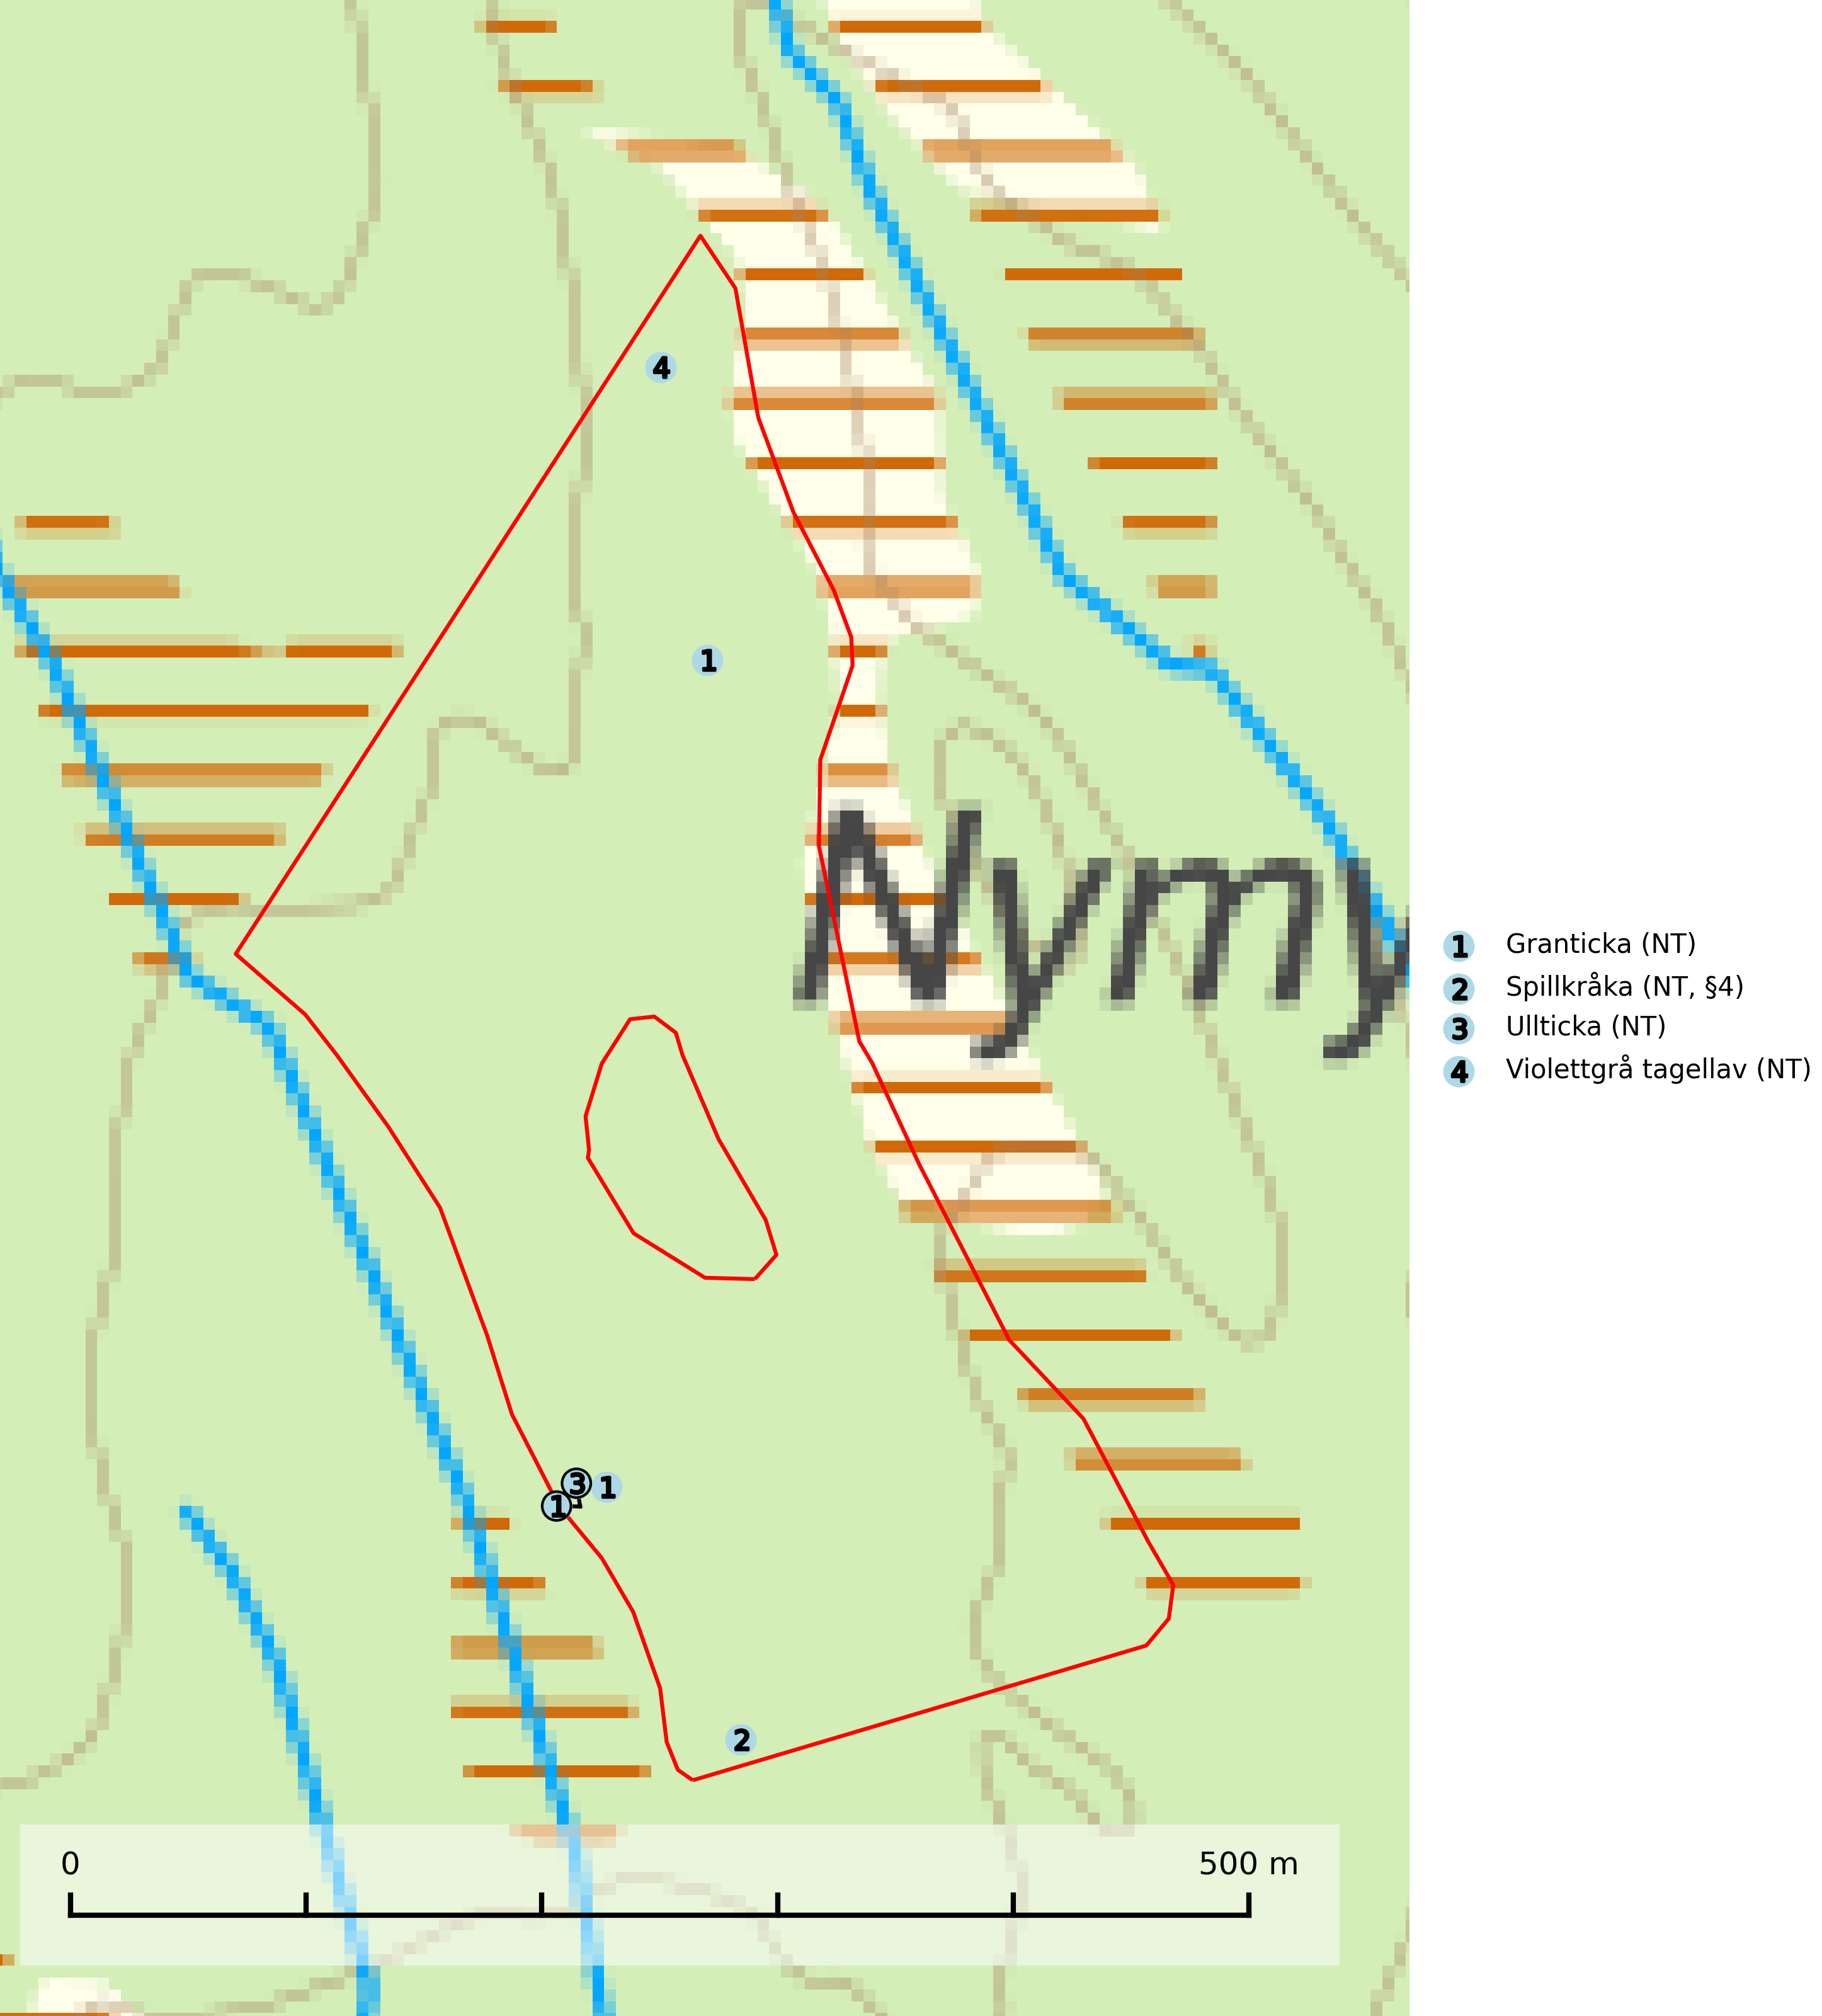 4
1
Nymy
1 Granticka (NT)
2 Spillkråka (NT, §4)
3 Ullticka (NT)
4 Violettgrå tagellav (NT)
3 1
1
2
0 500 m